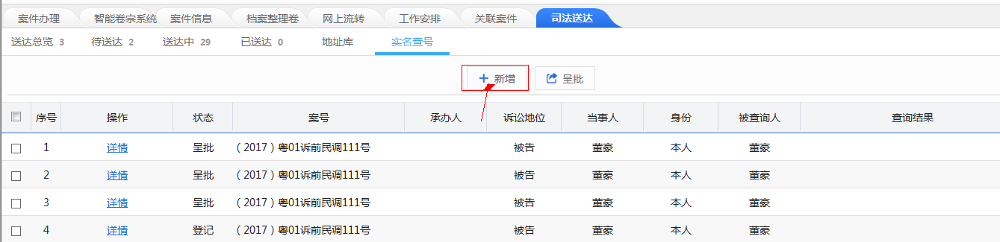 案件办理 智能卷宗系统 案件信息 档案整理卷 网上流转 工作安排 关联案件 司法送达
送达总览 3 待送达 2 送达中 29 已送达 0 地址库 实名查号
新增 呈批
序号 操作 状态 案号 承办人 诉讼地位 当事人 身份 被查询人 查询结果
1 详情 呈批 （2017）粤01诉前民调111号 被告 董豪 本人 董豪
2 详情 呈批 （2017）粤01诉前民调111号 被告 董豪 本人 董豪
3 详情 呈批 （2017）粤01诉前民调111号 被告 董豪 本人 董豪
4 详情 登记 （2017）粤01诉前民调111号 被告 董豪 本人 董豪